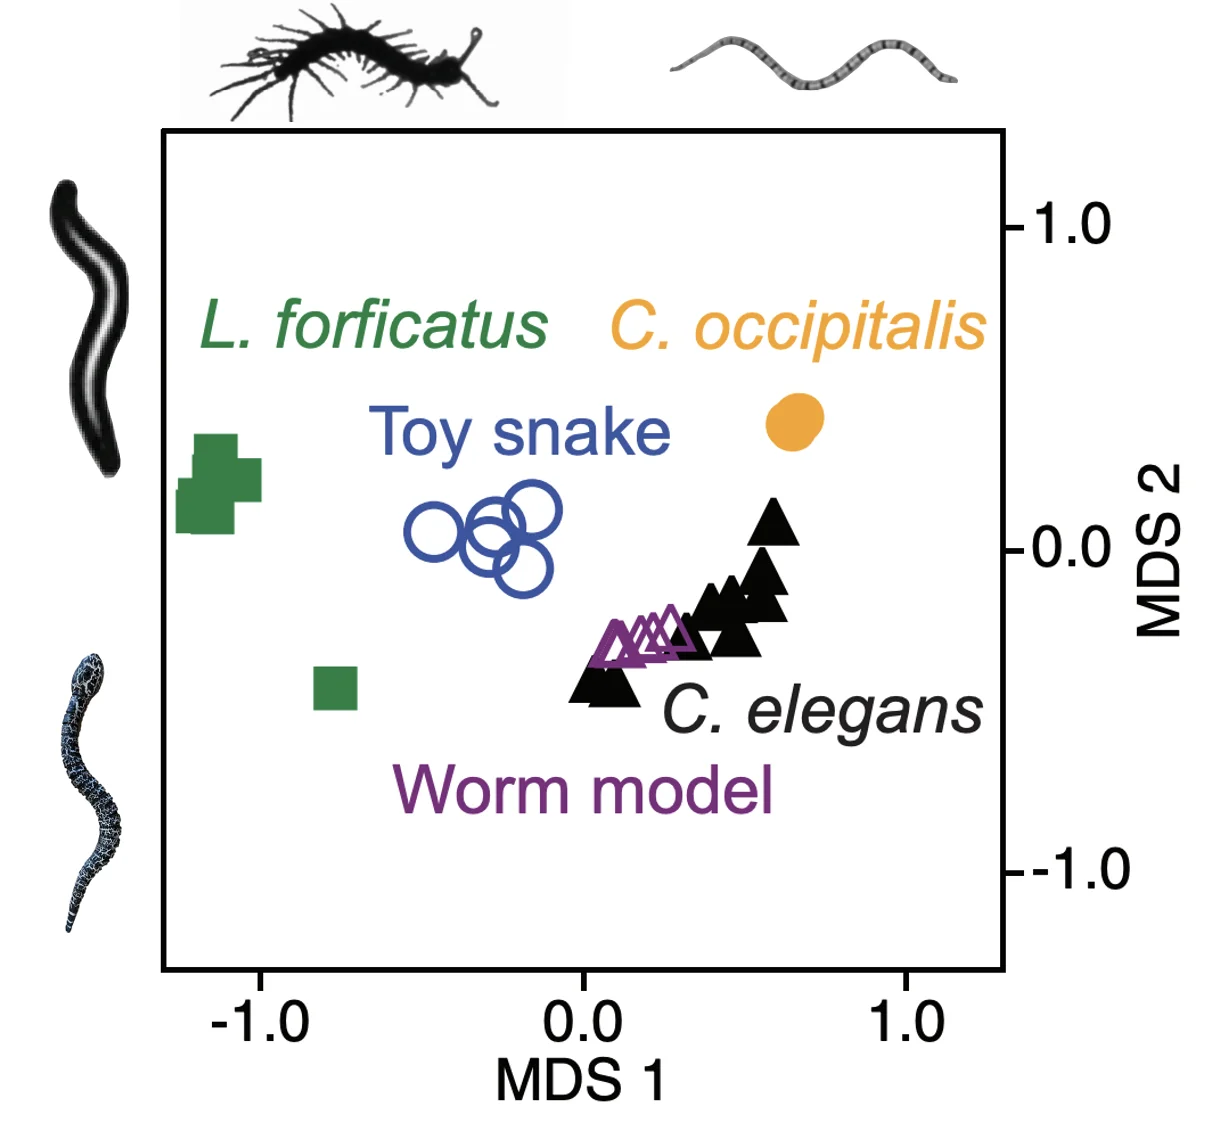 1.0
L. forficatus
C. occipitalis
Toy snake
0.0
MDS 2
C. elegans
Worm model
-1.0
-1.0
0.0
1.0
MDS 1